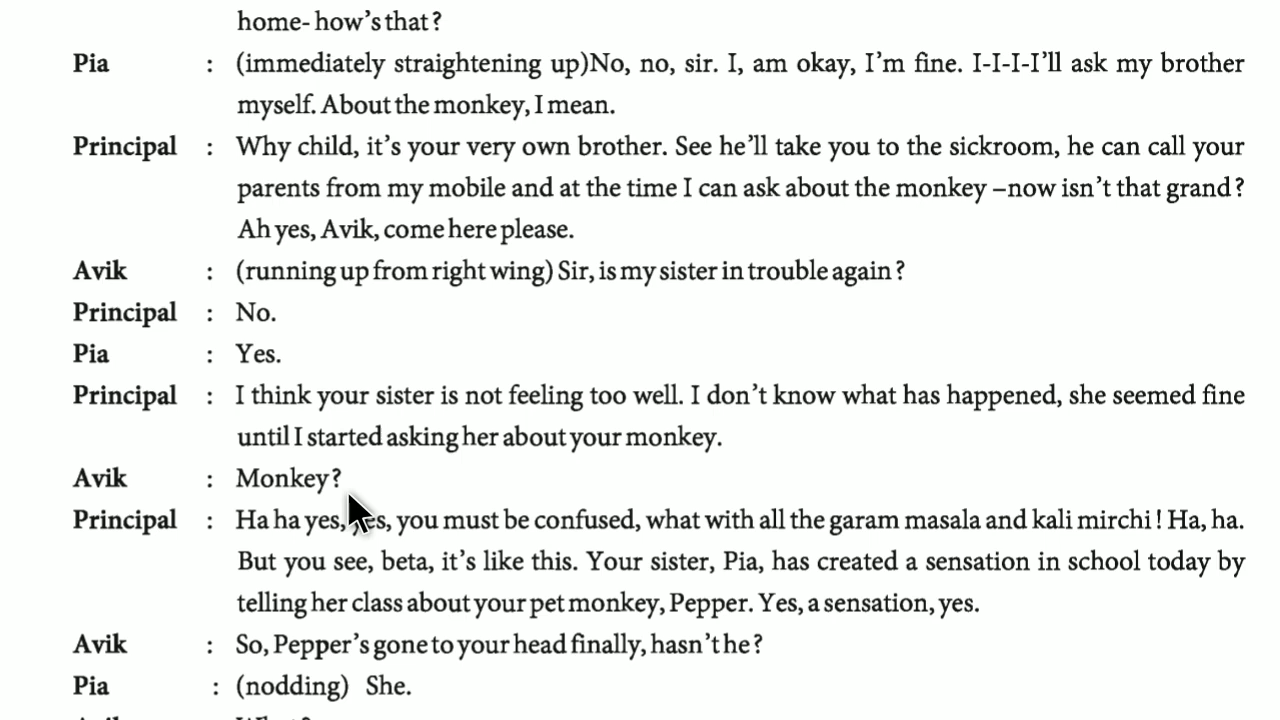 home- how's that?
Pia : (immediately straightening up)No, no, sir. I, am okay, I'm fine. I-I-I-I'll ask my brother
myself. About the monkey, I mean.
Principal : Why child, it's your very own brother. See he'll take you to the sickroom, he can call your
parents from my mobile and at the time I can ask about the monkey –now isn't that grand?
Ah yes, Avik, come here please.
Avik : (running up from right wing) Sir, is my sister in trouble again?
Principal : No.
Pia : Yes.
Principal : I think your sister is not feeling too well. I don't know what has happened, she seemed fine
until I started asking her about your monkey.
Avik : Monkey?
Principal : Ha ha yes, yes, you must be confused, what with all the garam masala and kali mirchi! Ha, ha.
But you see, beta, it's like this. Your sister, Pia, has created a sensation in school today by
telling her class about your pet monkey, Pepper. Yes, a sensation, yes.
Avik : So, Pepper's gone to your head finally, hasn't he?
Pia : (nodding) She.